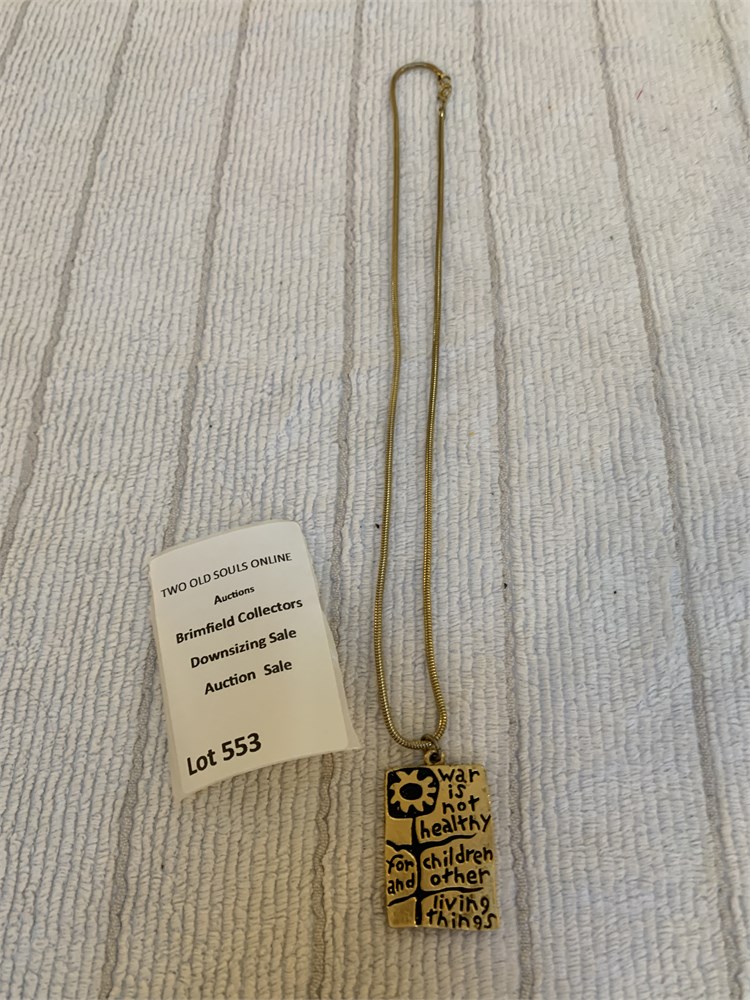 TWO OLD SOULS ONLINE
Auctions
Brimfield Collectors
Downsizing Sale
Auction Sale
Lot 553
war
is
not
healthy
for children
and other
living
things